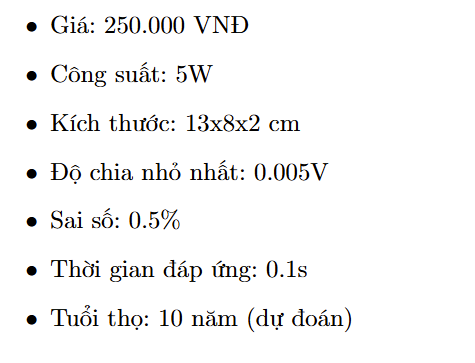 • Giá: 250.000 VNĐ
• Công suất: 5W
• Kích thước: 13x8x2 cm
• Độ chia nhỏ nhất: 0.005V
• Sai số: 0.5%
• Thời gian đáp ứng: 0.1s
• Tuổi thọ: 10 năm (dự đoán)